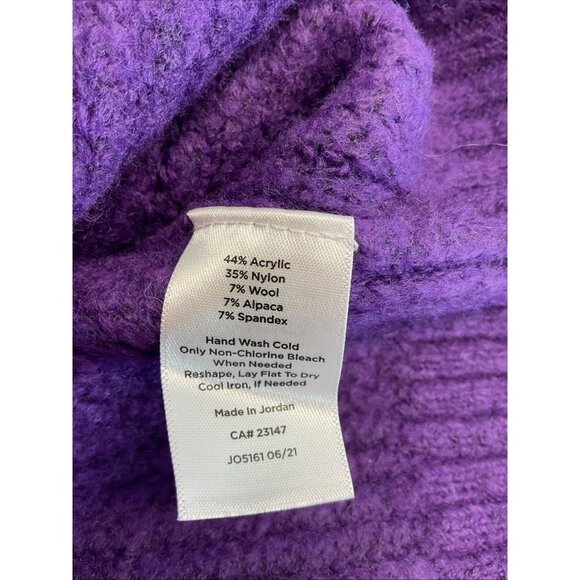 44% Acrylic
35% Nylon
7% Wool
7% Alpaca
7% Spandex
Hand Wash Cold
Only Non-Chlorine Bleach
When Needed
Reshape, Lay Flat To Dry
Cool Iron, If Needed
Made In Jordan
CA# 23147
JO5161 06/21